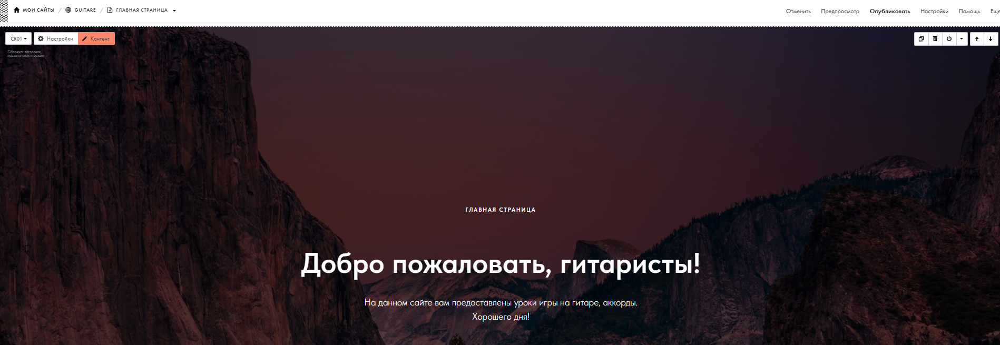 МОИ САЙТЫ / GUITARE / ГЛАВНАЯ СТРАНИЦА
Отменить Предпросмотр Опубликовать Настройки Помощь Еще
CR01 Настройки Контент
Обложка: заголовок,
подзаголовок и раздел
ГЛАВНАЯ СТРАНИЦА
Добро пожаловать, гитаристы!
На данном сайте вам предоставлены уроки игры на гитаре, аккорды.
Хорошего дня!